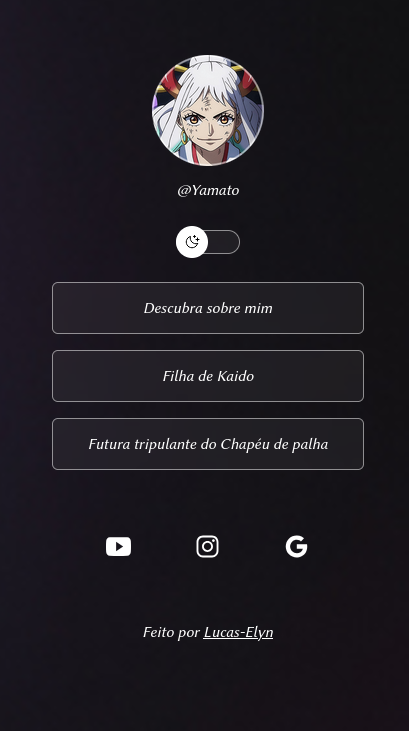 @Yamato
Descubra sobre mim
Filha de Kaido
Futura tripulante do Chapéu de palha
Feito por Lucas-Elyn